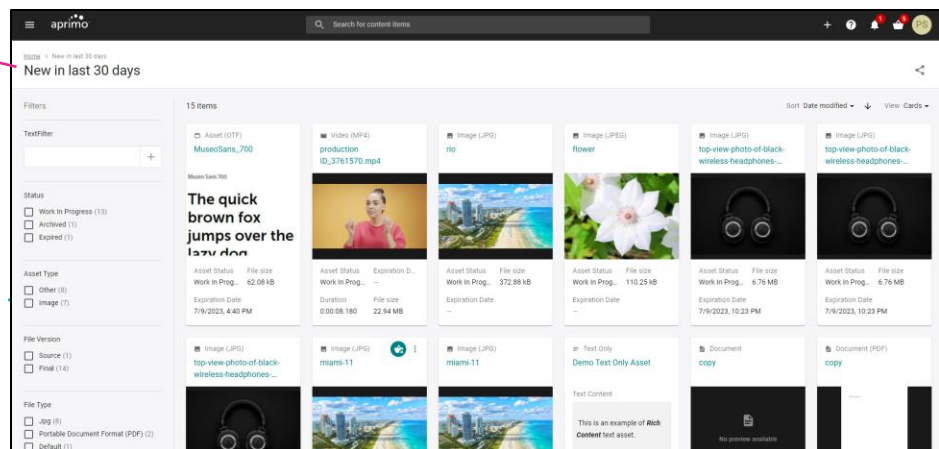 aprimo
Search for content items
1
5
PS
Home > New in last 30 days
New in last 30 days
Filters
15 items
Sort Date modified
View Cards
TextFilter
Status
Work In Progress (13)
Archived (1)
Expired (1)
Asset Type
Other (8)
Image (7)
File Version
Source (1)
Final (14)
File Type
Jpg (8)
Portable Document Format (PDF) (2)
Default (1)
Asset (OTF)
MuseoSans_700
Museo Sans 700
The quick
brown fox
jumps over the
lazy dog
Asset Status File size
Work In Prog... 62.08 kB
Expiration Date
7/9/2023, 4:40 PM
Video (MP4)
production
ID_3761570.mp4
Asset Status Expiration D...
Work In Prog... --
Duration File size
0:00:08.180 22.94 MB
Image (JPG)
rio
Asset Status File size
Work In Prog... 372.88 kB
Expiration Date
--
Image (JPEG)
flower
Asset Status File size
Work In Prog... 110.25 kB
Expiration Date
--
Image (JPG)
top-view-photo-of-black-
wireless-headphones-...
Asset Status File size
Work In Prog... 6.76 MB
Expiration Date
7/9/2023, 10:23 PM
Image (JPG)
top-view-photo-of-black-
wireless-headphones-...
Asset Status File size
Work In Prog... 6.76 MB
Expiration Date
7/9/2023, 10:23 PM
Image (JPG)
top-view-photo-of-black-
wireless-headphones-...
Image (JPG)
miami-11
Image (JPG)
miami-11
Text Only
Demo Text Only Asset
Text Content
This is an example of Rich
Content text asset.
Document
copy
No preview available
Document (PDF)
copy